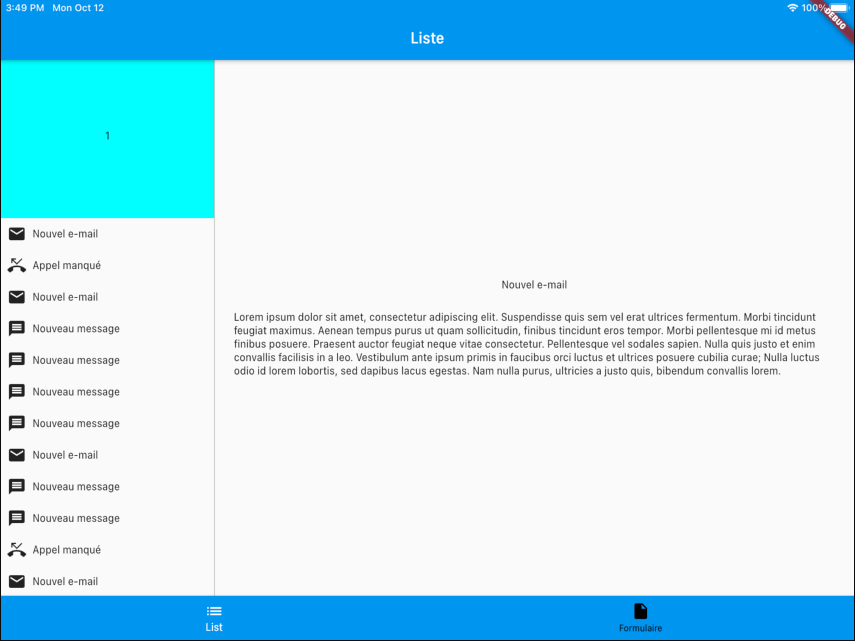 3:49 PM Mon Oct 12
100%
DEBUG
Liste
1
Nouvel e-mail
Appel manqué
Nouvel e-mail
Nouveau message
Nouveau message
Nouveau message
Nouveau message
Nouvel e-mail
Nouveau message
Nouveau message
Appel manqué
Nouvel e-mail
Nouvel e-mail
Lorem ipsum dolor sit amet, consectetur adipiscing elit. Suspendisse quis sem vel erat ultrices fermentum. Morbi tincidunt
feugiat maximus. Aenean tempus purus ut quam sollicitudin, finibus tincidunt eros tempor. Morbi pellentesque mi id metus
finibus posuere. Praesent auctor feugiat neque vitae consectetur. Pellentesque vel sodales sapien. Nulla quis justo et enim
convallis facilisis in a leo. Vestibulum ante ipsum primis in faucibus orci luctus et ultrices posuere cubilia curae; Nulla luctus
odio id lorem lobortis, sed dapibus lacus egestas. Nam nulla purus, ultricies a justo quis, bibendum convallis lorem.
List
Formulaire